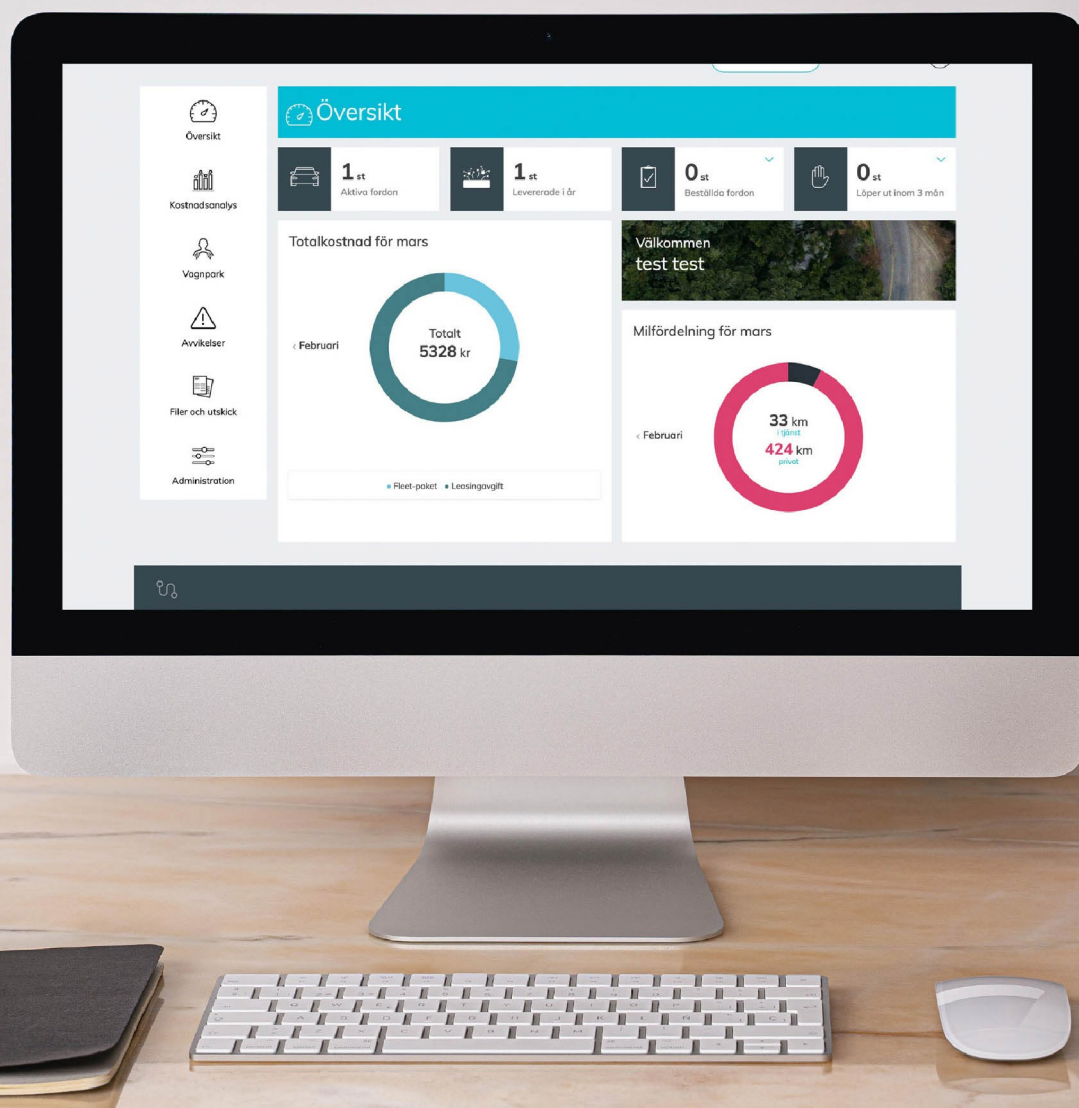 Översikt
Kostnadsanalys
Vagnpark
Avvikelser
Filer och utskick
Administration
Översikt
1 st
Aktiva fordon
1 st
Levererade i år
0 st
Beställda fordon
0 st
Löper ut inom 3 mån
Totalkostnad för mars
‹ Februari
Totalt
5328 kr
Fleet-paket
Leasingavgift
Välkommen
test test
Milfördelning för mars
‹ Februari
33 km
i tjänst
424 km
privat
Q W E R T Y U I O P
A S D F G H J K L Ñ
Z X C V B N M